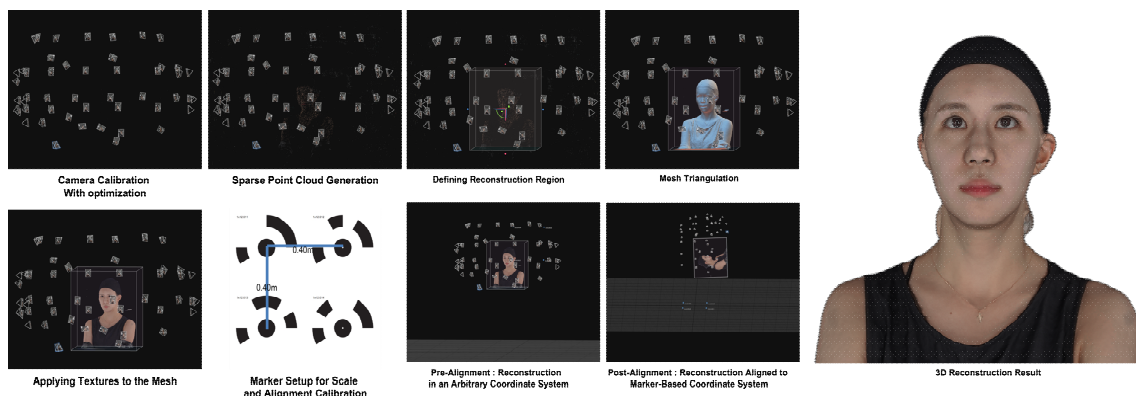 Camera Calibration
With optimization
Sparse Point Cloud Generation
Defining Reconstruction Region
Mesh Triangulation
Applying Textures to the Mesh
0.40m
0.40m
Marker Setup for Scale
and Alignment Calibration
Pre-Alignment : Reconstruction
in an Arbitrary Coordinate System
Post-Alignment : Reconstruction Aligned to
Marker-Based Coordinate System
3D Reconstruction Result